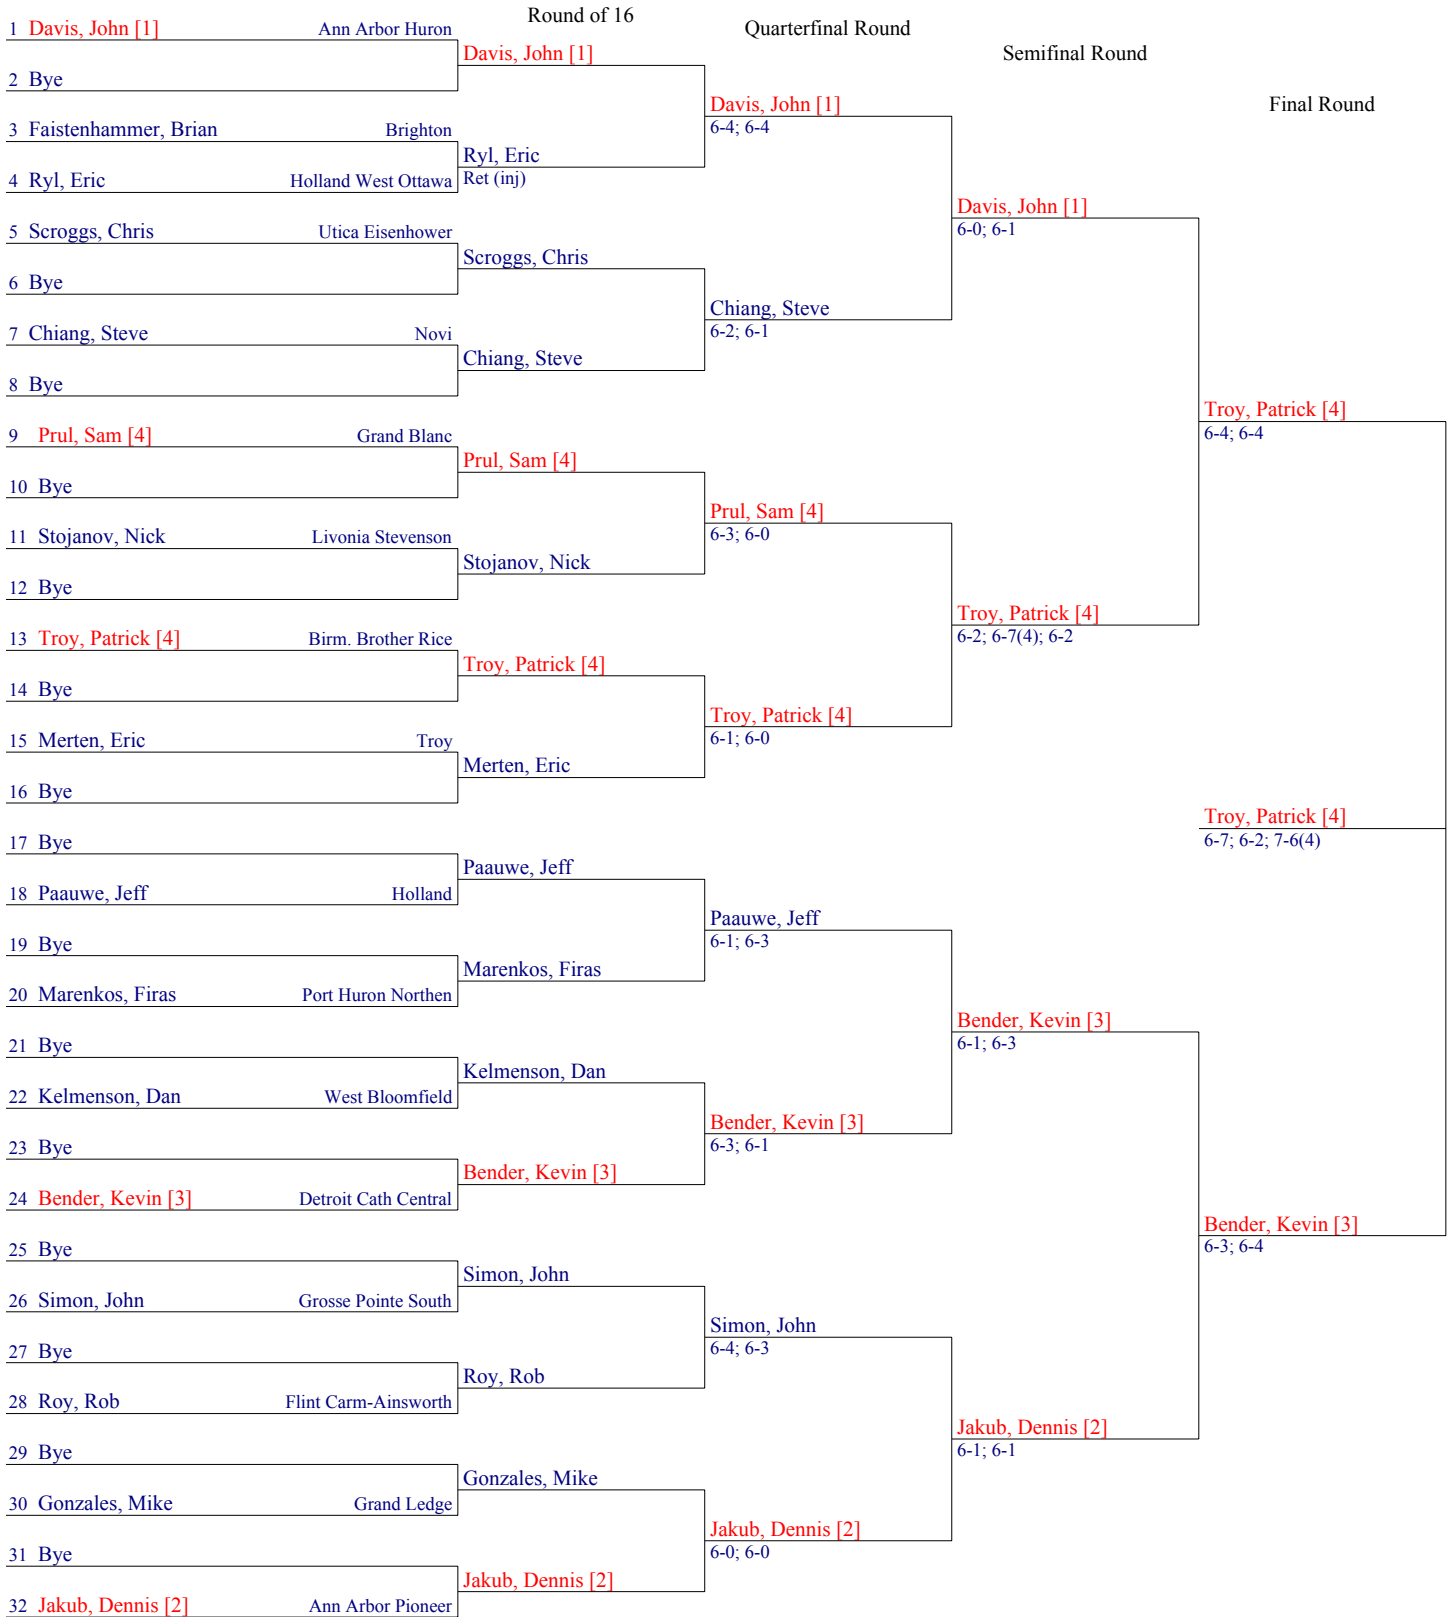 Round of 16
Quarterfinal Round
Semifinal Round
Final Round
1 Davis, John [1] Ann Arbor Huron
2 Bye
3 Faistenhammer, Brian Brighton
4 Ryl, Eric Holland West Ottawa
5 Scroggs, Chris Utica Eisenhower
6 Bye
7 Chiang, Steve Novi
8 Bye
9 Prul, Sam [4] Grand Blanc
10 Bye
11 Stojanov, Nick Livonia Stevenson
12 Bye
13 Troy, Patrick [4] Birm. Brother Rice
14 Bye
15 Merten, Eric Troy
16 Bye
17 Bye
18 Paauwe, Jeff Holland
19 Bye
20 Marenkos, Firas Port Huron Northen
21 Bye
22 Kelmenson, Dan West Bloomfield
23 Bye
24 Bender, Kevin [3] Detroit Cath Central
25 Bye
26 Simon, John Grosse Pointe South
27 Bye
28 Roy, Rob Flint Carm-Ainsworth
29 Bye
30 Gonzales, Mike Grand Ledge
31 Bye
32 Jakub, Dennis [2] Ann Arbor Pioneer
Davis, John [1]
Ryl, Eric
Ret (inj)
Scroggs, Chris
Chiang, Steve
Prul, Sam [4]
Stojanov, Nick
Troy, Patrick [4]
Merten, Eric
Paauwe, Jeff
Marenkos, Firas
Kelmenson, Dan
Bender, Kevin [3]
Simon, John
Roy, Rob
Gonzales, Mike
Jakub, Dennis [2]
Davis, John [1]
6-4; 6-4
Chiang, Steve
6-2; 6-1
Prul, Sam [4]
6-3; 6-0
Troy, Patrick [4]
6-1; 6-0
Paauwe, Jeff
6-1; 6-3
Bender, Kevin [3]
6-3; 6-1
Simon, John
6-4; 6-3
Jakub, Dennis [2]
6-0; 6-0
Davis, John [1]
6-0; 6-1
Troy, Patrick [4]
6-2; 6-7(4); 6-2
Bender, Kevin [3]
6-1; 6-3
Jakub, Dennis [2]
6-1; 6-1
Troy, Patrick [4]
6-4; 6-4
Bender, Kevin [3]
6-3; 6-4
Troy, Patrick [4]
6-7; 6-2; 7-6(4)